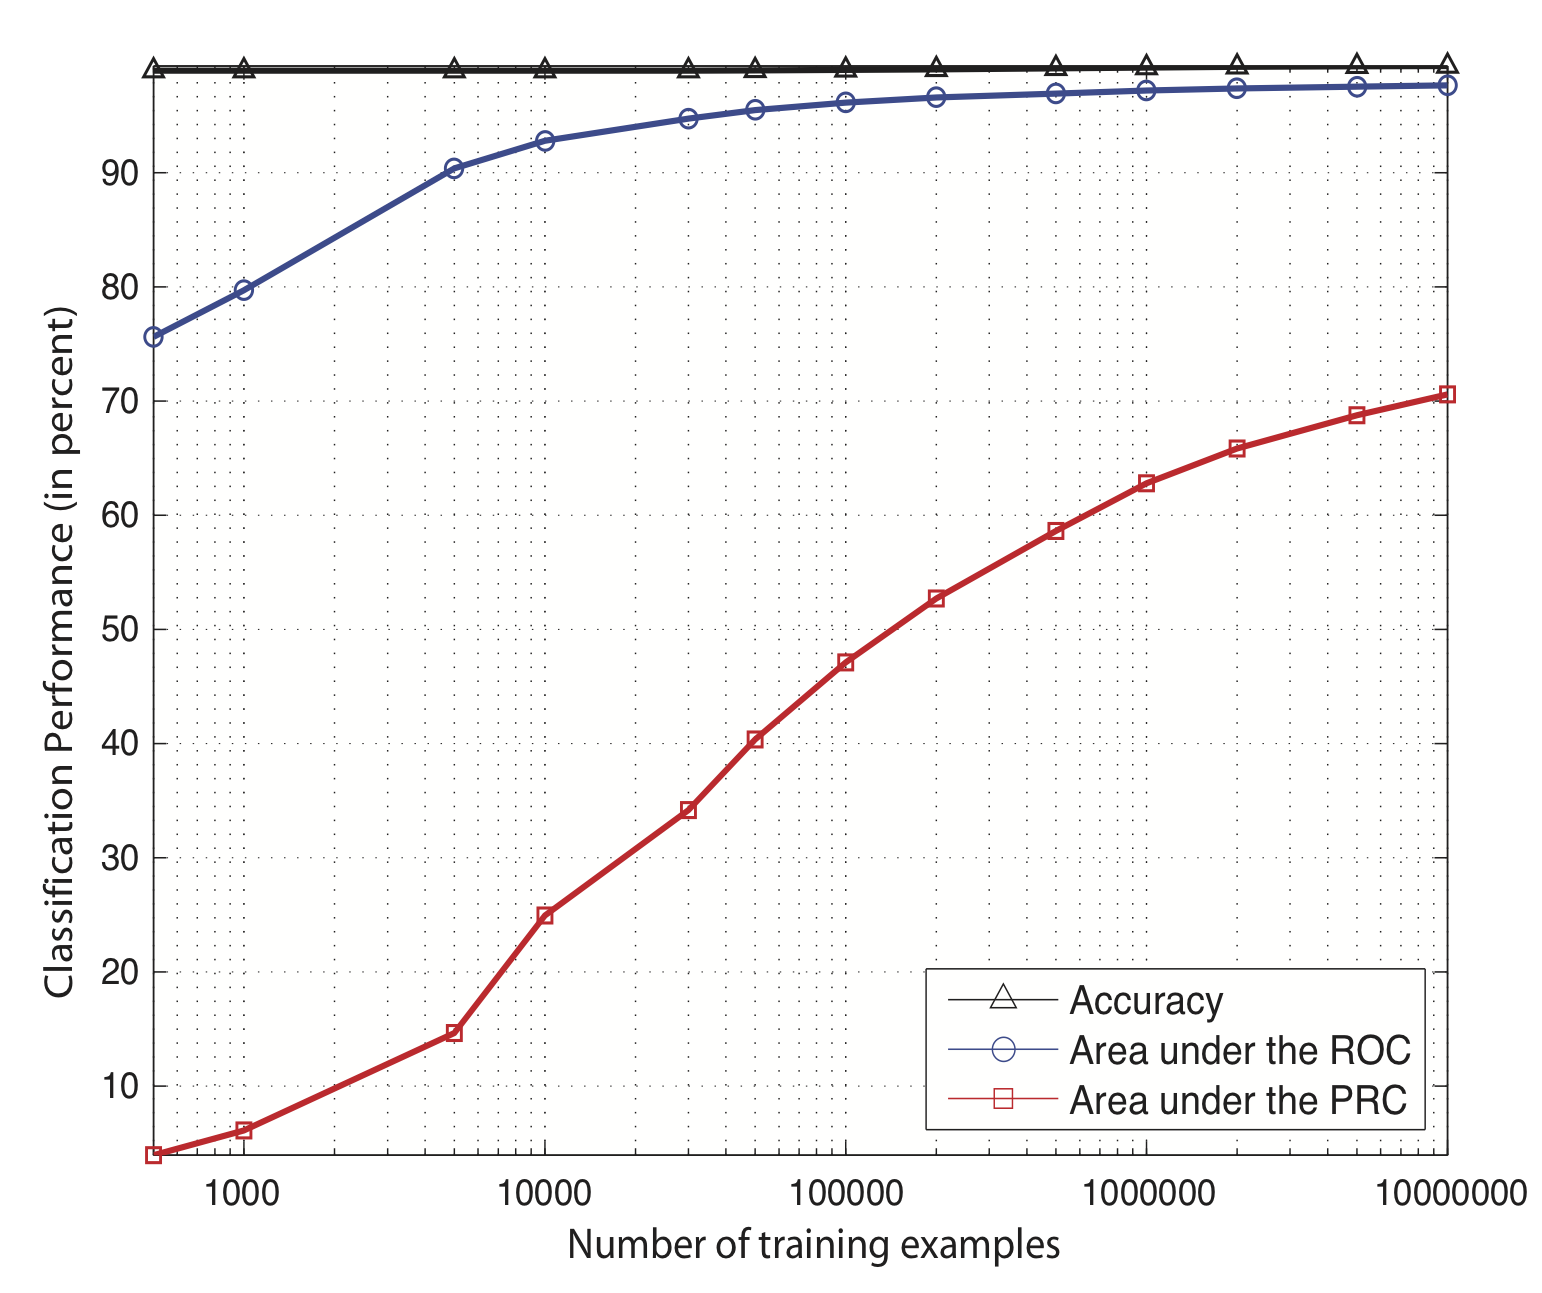 Classification Performance (in percent)
90
80
70
60
50
40
30
20
10
Accuracy
Area under the ROC
Area under the PRC
1000 10000 100000 1000000 10000000
Number of training examples